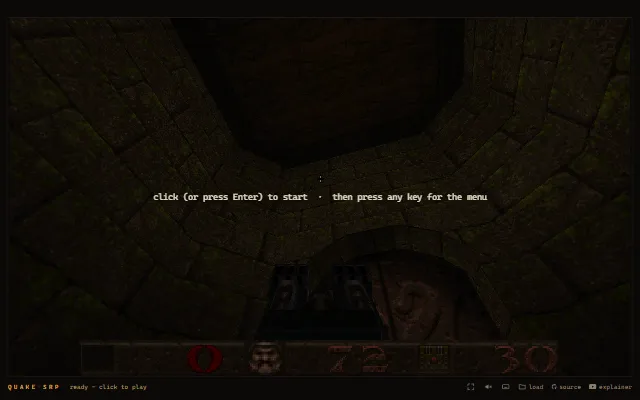 click (or press Enter) to start · then press any key for the menu
0 72 30
QUAKE·SRP ready — click to play load source explainer